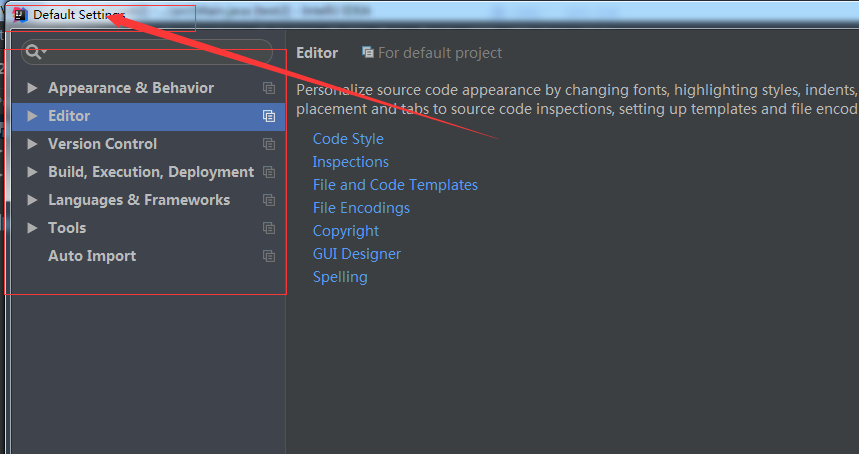 Default Settings
Appearance & Behavior
Editor
Version Control
Build, Execution, Deployment
Languages & Frameworks
Tools
Auto Import
Editor
For default project
Personalize source code appearance by changing fonts, highlighting styles, indents,
placement and tabs to source code inspections, setting up templates and file encod
Code Style
Inspections
File and Code Templates
File Encodings
Copyright
GUI Designer
Spelling